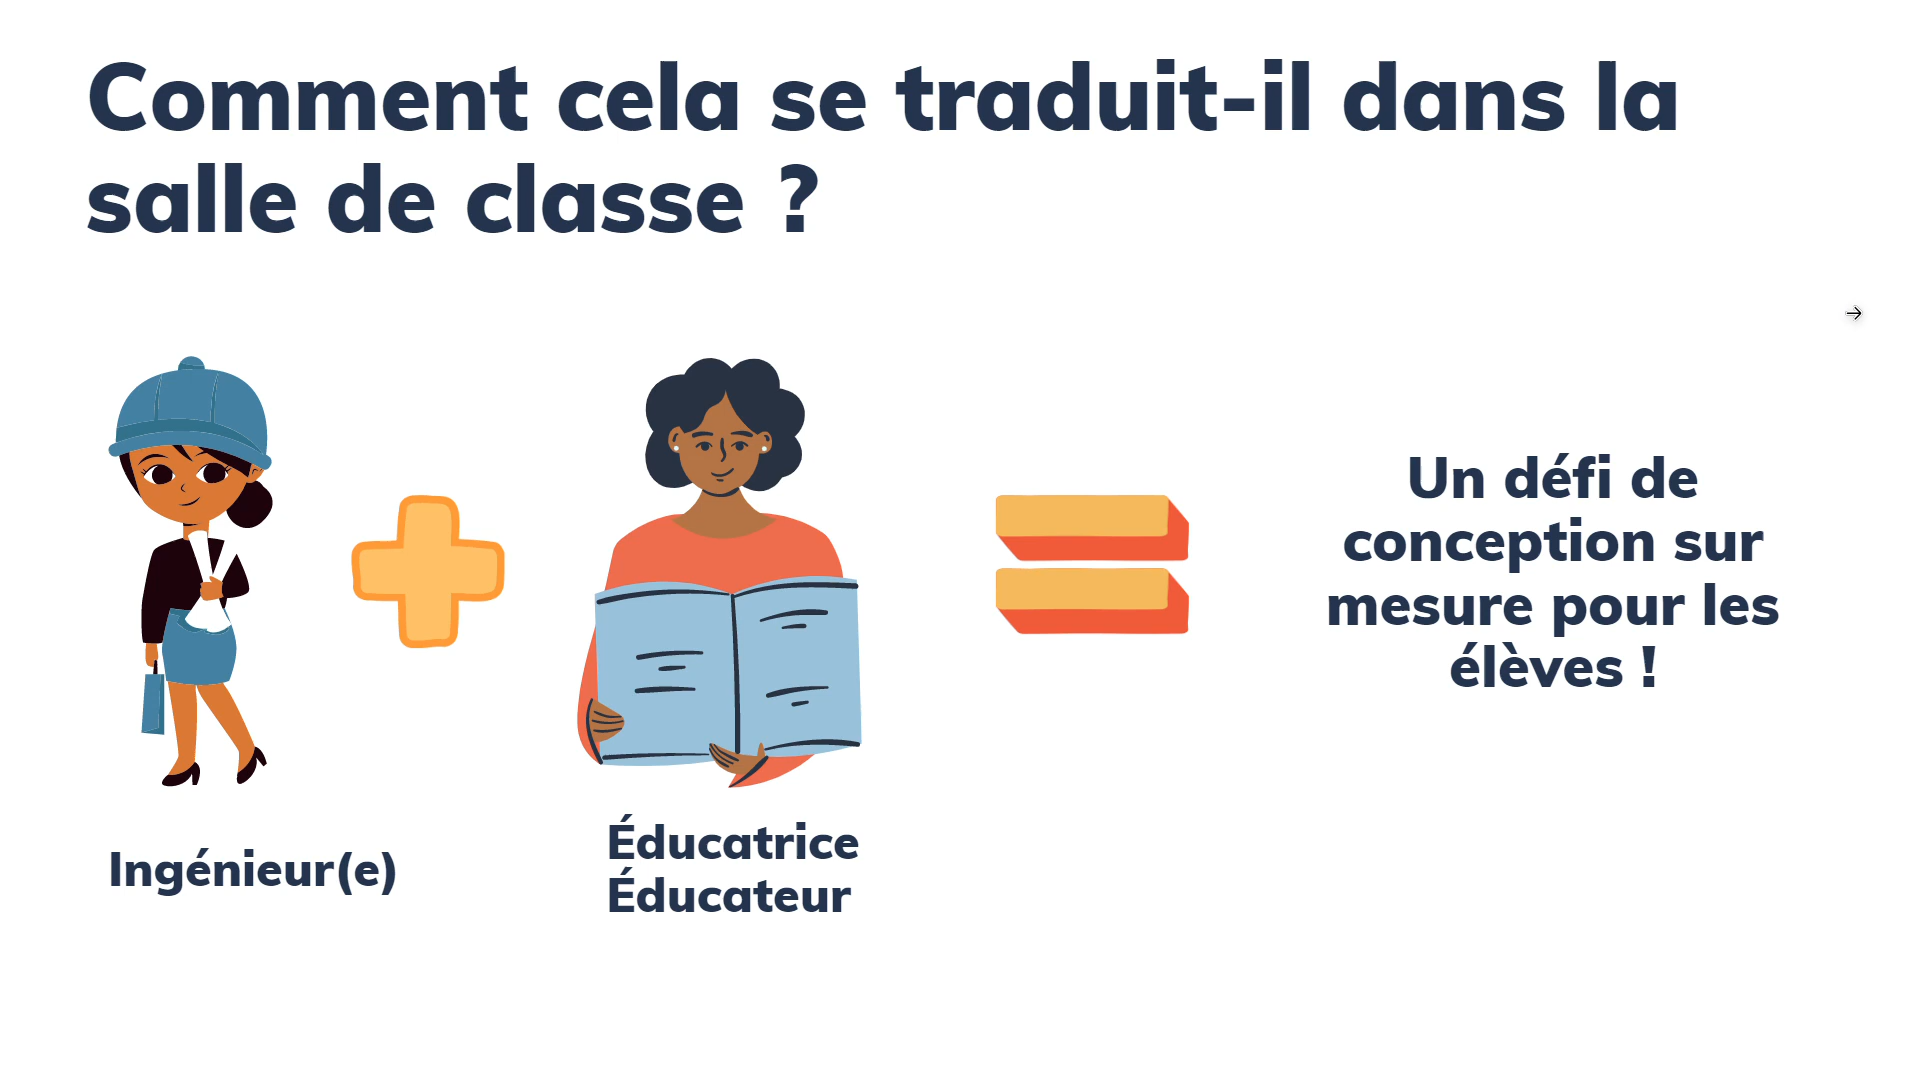 Comment cela se traduit-il dans la
salle de classe ?
Un défi de
conception sur
mesure pour les
élèves !
Ingénieur(e)
Éducatrice
Éducateur